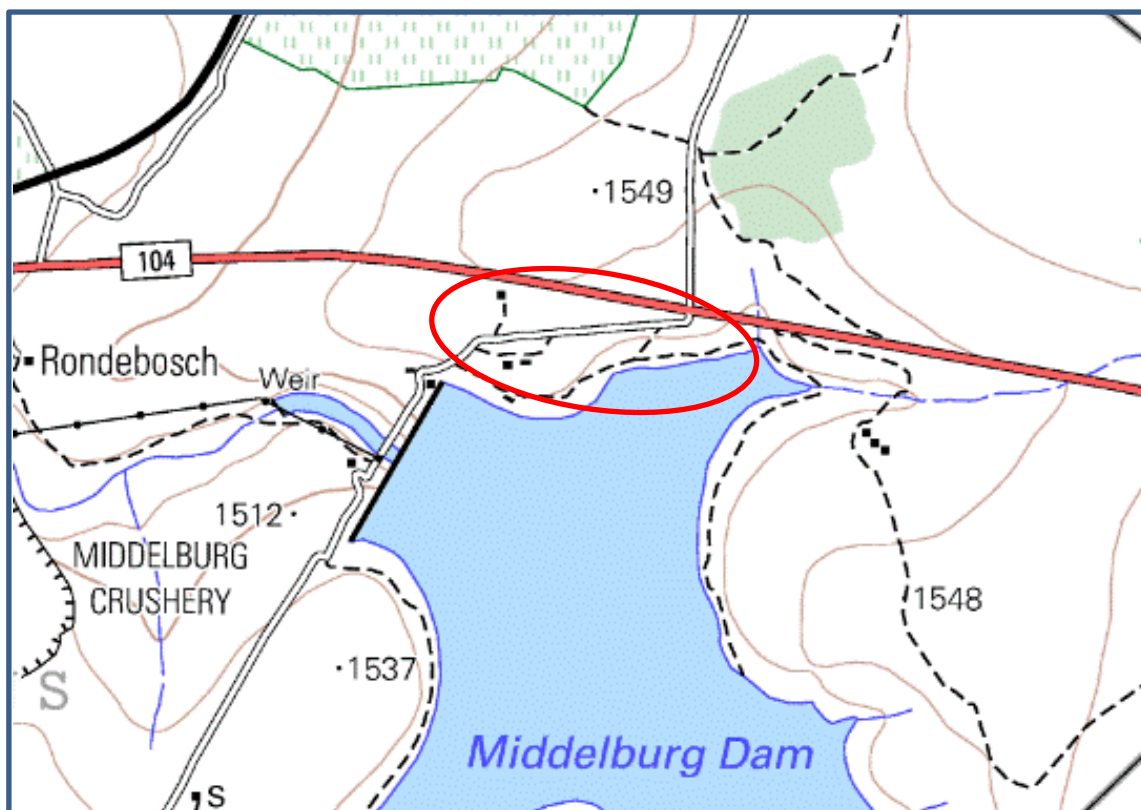 1549
104
Rondebosch
Weir
1512
MIDDELBURG
CRUSHERY
1548
S
1537
Middelburg Dam
S